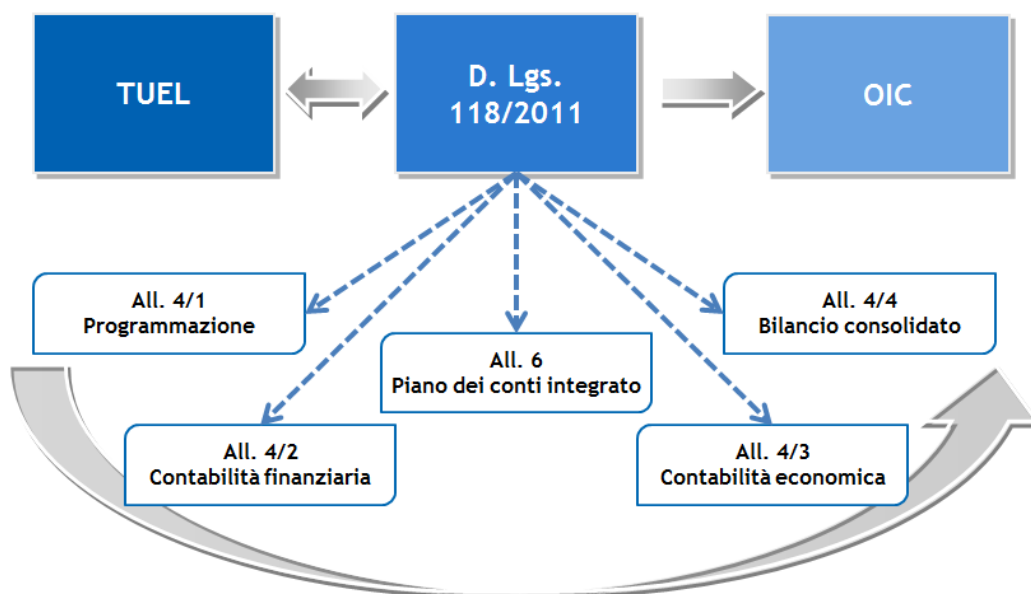 TUEL
D. Lgs.
118/2011
OIC
All. 4/1
Programmazione
All. 4/4
Bilancio consolidato
All. 6
Piano dei conti integrato
All. 4/2
Contabilità finanziaria
All. 4/3
Contabilità economica